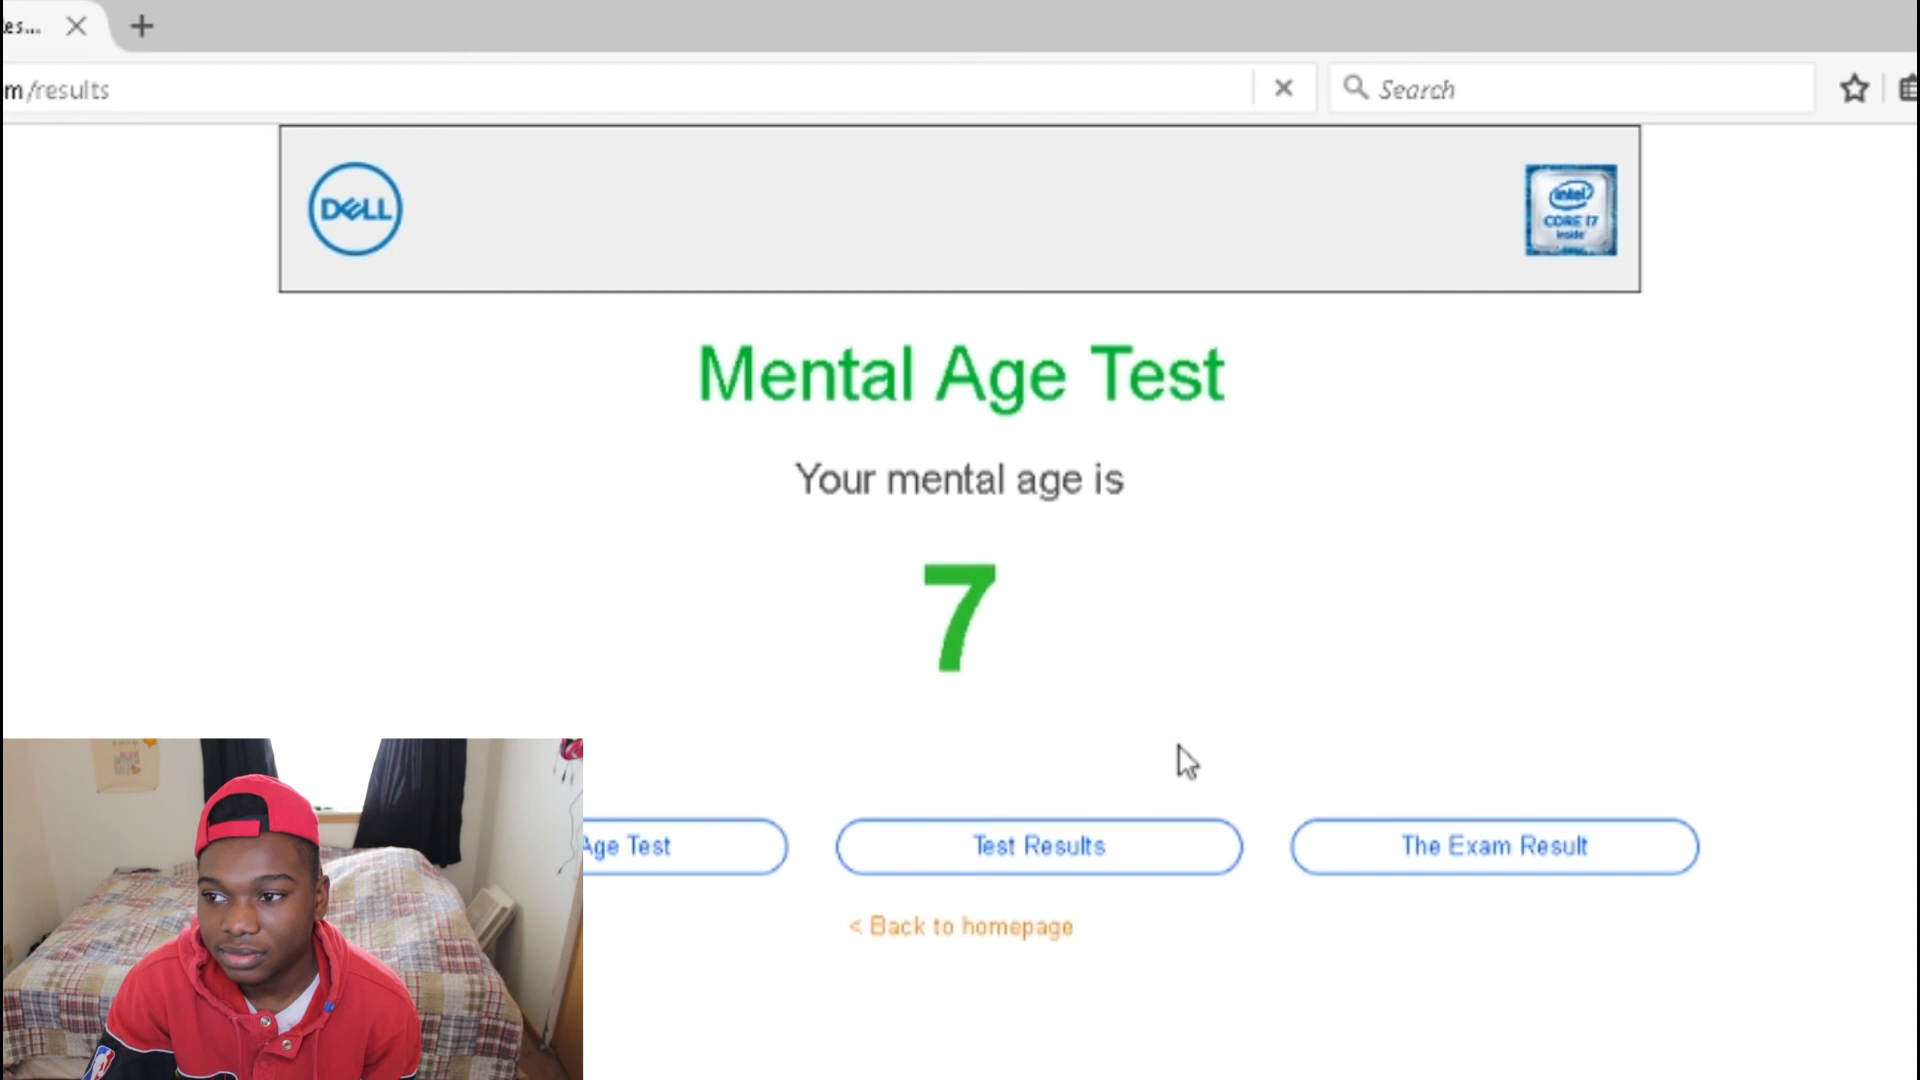 es...
m/results
Search
DELL
intel
CORE i7
inside
Mental Age Test
Your mental age is
7
Age Test
Test Results
The Exam Result
< Back to homepage